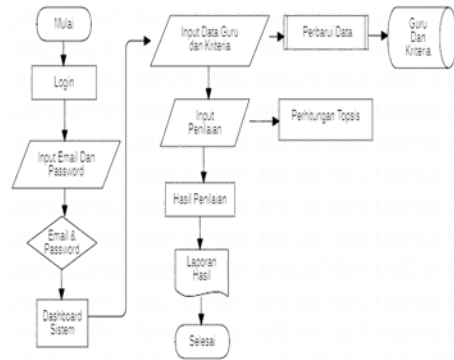 Mulai
Login
Input Email Dan
Password
Email &
Password
Dashboard
Sistem
Input Data Guru
dan Kriteria
Perbarui Data
Guru
Dan
Kriteria
Input
Penilaian
Perhitungan Topsis
Hasil Penilaian
Laporan
Hasil
Selesai